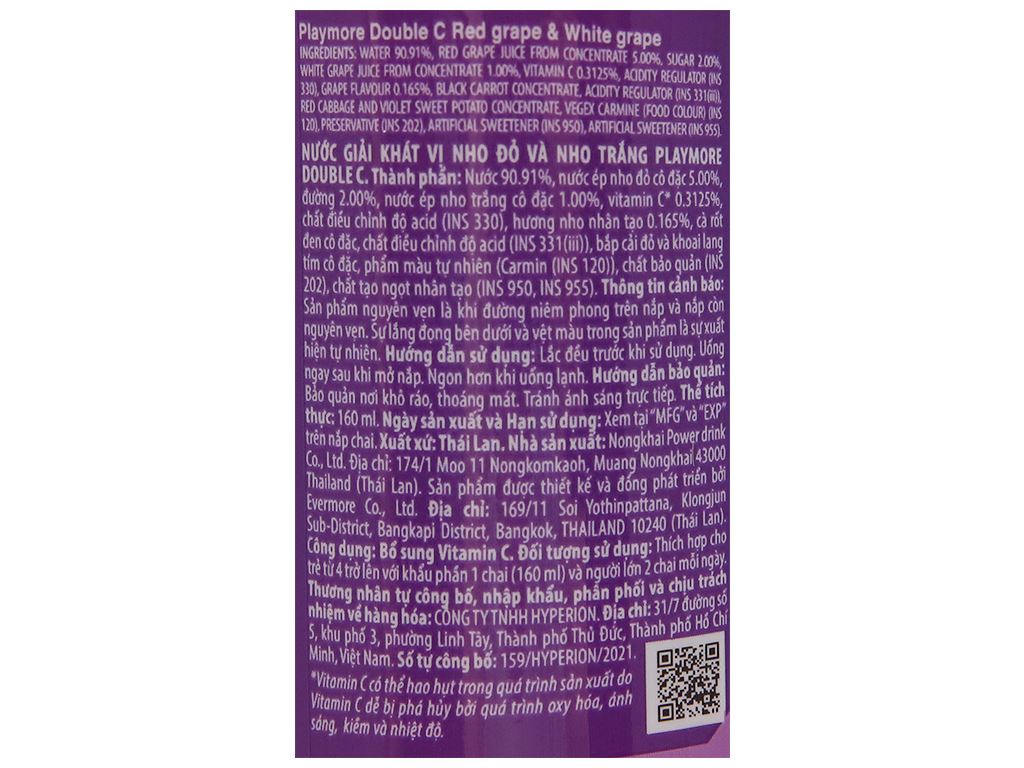 Playmore Double C Red grape & White grape
INGREDIENTS: WATER 90.91%, RED GRAPE JUICE FROM CONCENTRATE 5.00%, SUGAR 2.00%,
WHITE GRAPE JUICE FROM CONCENTRATE 1.00%, VITAMIN C 0.3125%, ACIDITY REGULATOR (INS
330), GRAPE FLAVOUR 0.165%, BLACK CARROT CONCENTRATE, ACIDITY REGULATOR (INS 331(iii)),
RED CABBAGE AND VIOLET SWEET POTATO CONCENTRATE, VEGEX CARMINE (FOOD COLOUR) (INS
120), PRESERVATIVE (INS 202), ARTIFICIAL SWEETENER (INS 950), ARTIFICIAL SWEETENER (INS 955).
NƯỚC GIẢI KHÁT VỊ NHO ĐỎ VÀ NHO TRẮNG PLAYMORE
DOUBLE C. Thành phần: Nước 90.91%, nước ép nho đỏ cô đặc 5.00%,
đường 2.00%, nước ép nho trắng cô đặc 1.00%, vitamin C* 0.3125%,
chất điều chỉnh độ acid (INS 330), hương nho nhân tạo 0.165%, cà rốt
đen cô đặc, chất điều chỉnh độ acid (INS 331(iii)), bắp cải đỏ và khoai lang
tím cô đặc, phẩm màu tự nhiên (Carmin (INS 120)), chất bảo quản (INS
202), chất tạo ngọt nhân tạo (INS 950, INS 955). Thông tin cảnh báo:
Sản phẩm nguyên vẹn là khi đường niêm phong trên nắp và nắp còn
nguyên vẹn. Sự lắng đọng bên dưới và vệt màu trong sản phẩm là sự xuất
hiện tự nhiên. Hướng dẫn sử dụng: Lắc đều trước khi sử dụng. Uống
ngay sau khi mở nắp. Ngon hơn khi uống lạnh. Hướng dẫn bảo quản:
Bảo quản nơi khô ráo, thoáng mát. Tránh ánh sáng trực tiếp. Thể tích
thực: 160 ml. Ngày sản xuất và Hạn sử dụng: Xem tại "MFG" và "EXP"
trên nắp chai. Xuất xứ: Thái Lan. Nhà sản xuất: Nongkhai Power drink
Co., Ltd. Địa chỉ: 174/1 Moo 11 Nongkomkaoh, Muang Nongkhai 43000
Thailand (Thái Lan). Sản phẩm được thiết kế và đồng phát triển bởi
Evermore Co., Ltd. Địa chỉ: 169/11 Soi Yothinpattana, Klongjun
Sub-District, Bangkapi District, Bangkok, THAILAND 10240 (Thái Lan).
Công dụng: Bổ sung Vitamin C. Đối tượng sử dụng: Thích hợp cho
trẻ từ 4 trở lên với khẩu phần 1 chai (160 ml) và người lớn 2 chai mỗi ngày.
Thương nhân tự công bố, nhập khẩu, phân phối và chịu trách
nhiệm về hàng hóa: CÔNG TY TNHH HYPERION. Địa chỉ: 31/7 đường số
5, khu phố 3, phường Linh Tây, Thành phố Thủ Đức, Thành phố Hồ Chí
Minh, Việt Nam. Số tự công bố: 159/HYPERION/2021.
*Vitamin C có thể hao hụt trong quá trình sản xuất do
Vitamin C dễ bị phá hủy bởi quá trình oxy hóa, ánh
sáng, kiềm và nhiệt độ.